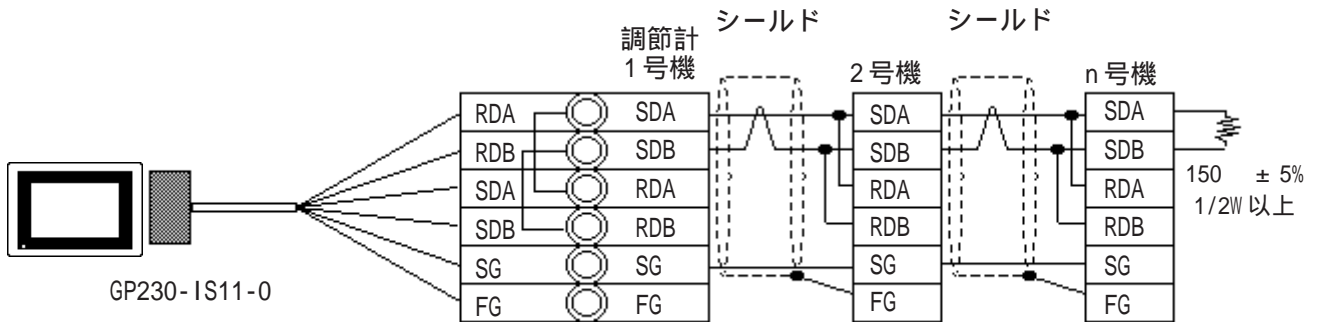 シールド
シールド
調節計
1号機
2号機
n号機
RDA
SDA
SDA
SDA
RDB
SDB
SDB
SDB
SDA
RDA
RDA
RDA
SDB
RDB
RDB
RDB
SG
SG
SG
SG
FG
FG
FG
FG
150 ± 5%
1/2W以上
GP230-IS11-0